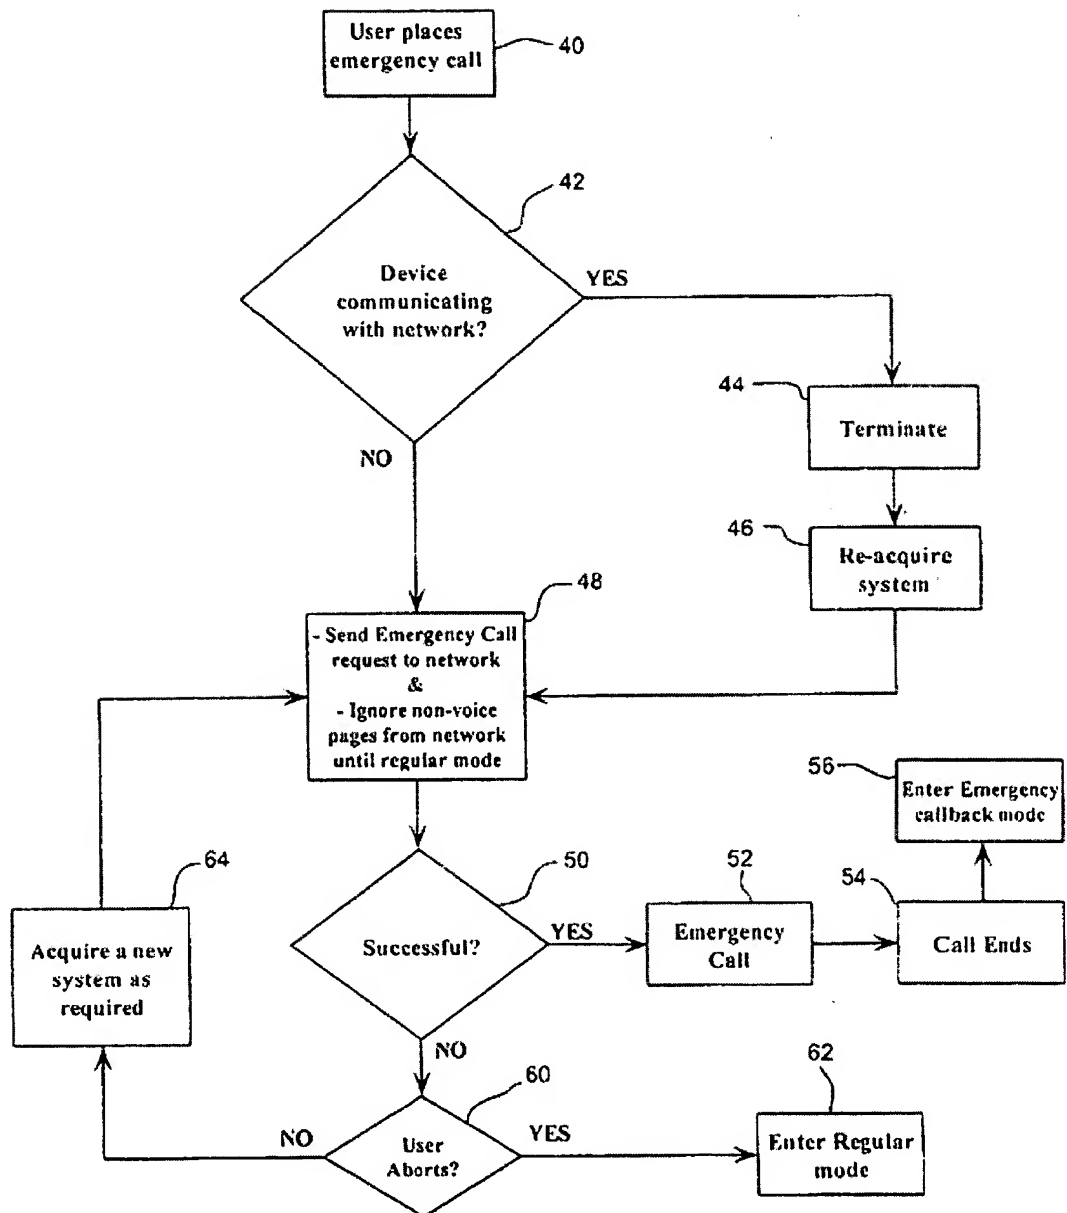 User places
emergency call
40
42
Device
communicating
with network?
YES
NO
44
Terminate
46
Re-acquire
system
48
- Send Emergency Call
request to network
&
- Ignore non-voice
pages from network
until regular mode
50
Successful?
YES
NO
52
Emergency
Call
54
Call Ends
56
Enter Emergency
callback mode
64
Acquire a new
system as
required
60
User
Aborts?
NO
YES
62
Enter Regular
mode